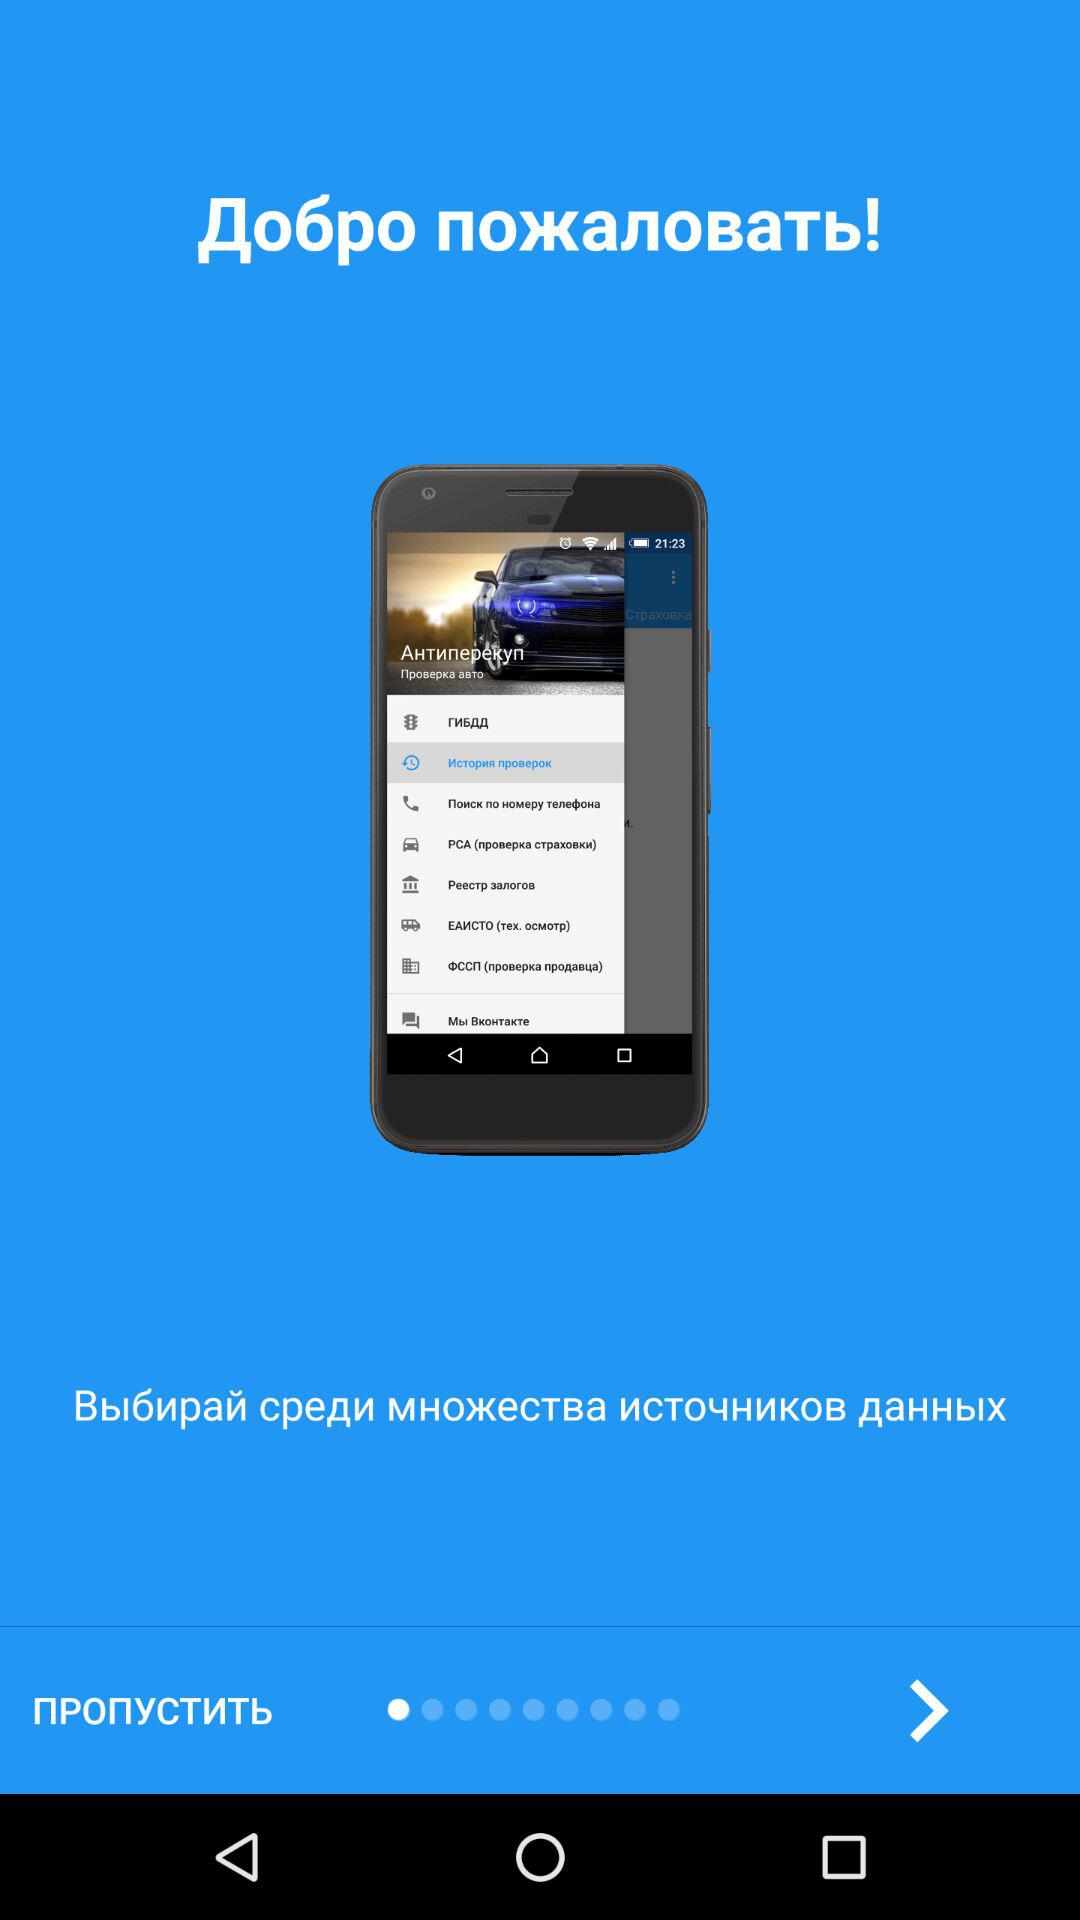 Добро пожаловать!
21:23
Страховка
Антиперекуп
Проверка авто
ГИБДД
История проверок
Поиск по номеру телефона
и.
РСА (проверка страховки)
Реестр залогов
ЕАИСТО (тех. осмотр)
ФССП (проверка продавца)
Мы Вконтакте
Выбирай среди множества источников данных
ПРОПУСТИТЬ